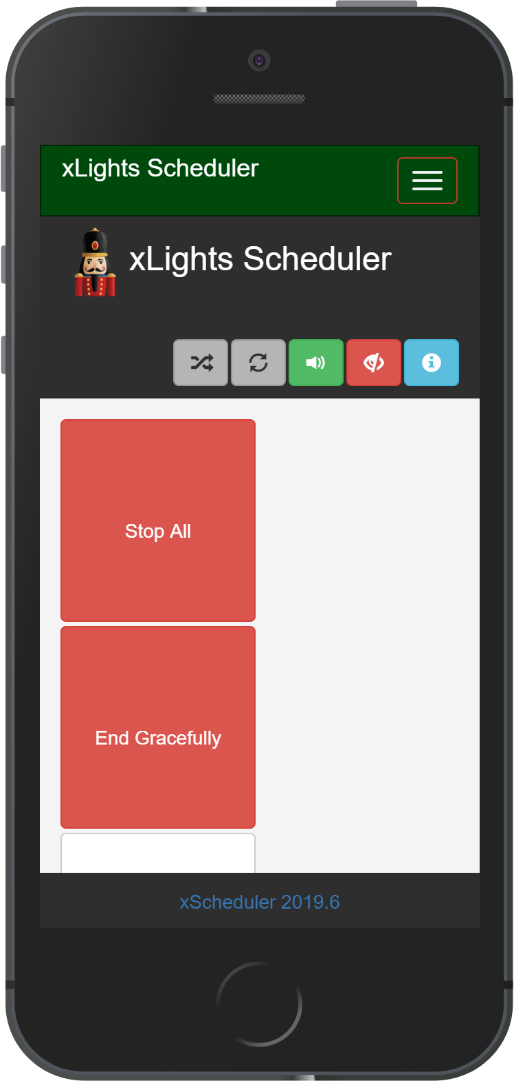 xLights Scheduler
xLights Scheduler
Stop All
End Gracefully
xScheduler 2019.6